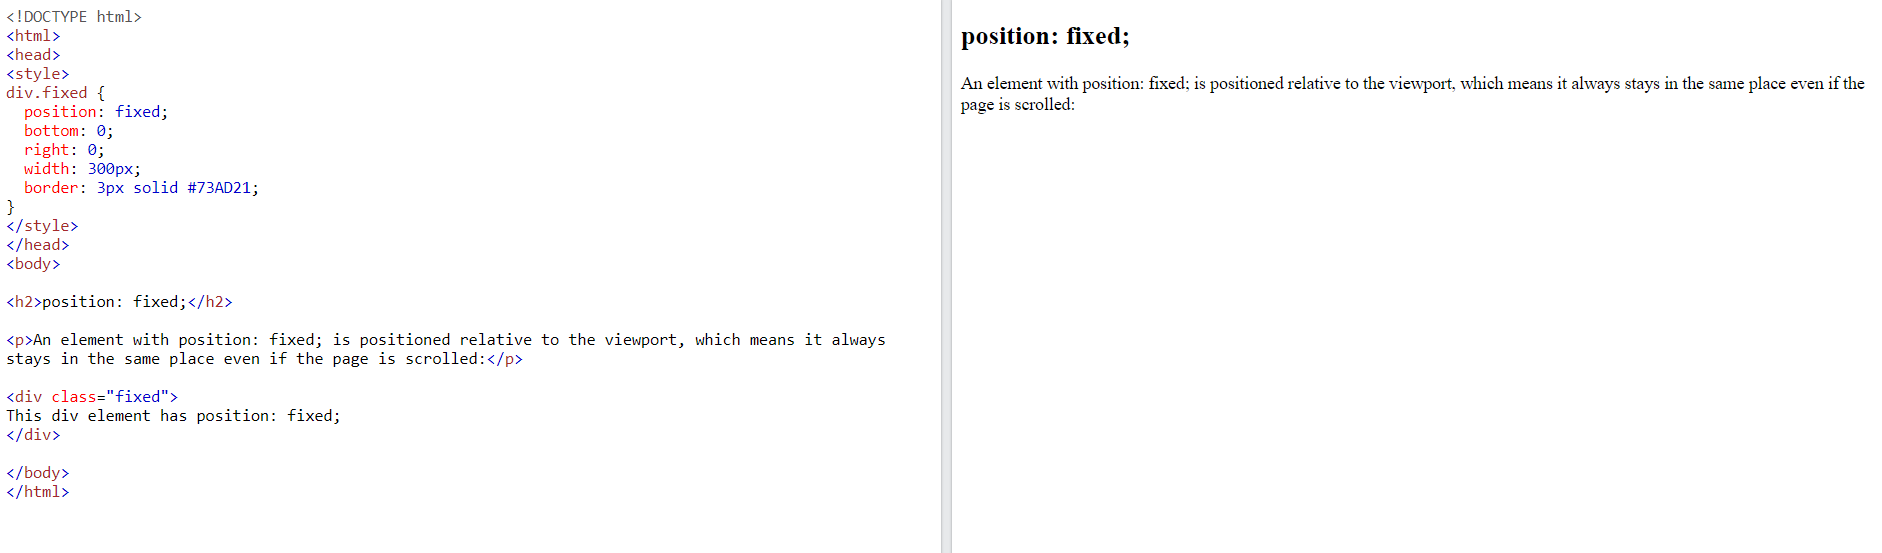 <!DOCTYPE html>
<html>
<head>
<style>
div.fixed {
  position: fixed;
  bottom: 0;
  right: 0;
  width: 300px;
  border: 3px solid #73AD21;
}
</style>
</head>
<body>

<h2>position: fixed;</h2>

<p>An element with position: fixed; is positioned relative to the viewport, which means it always
stays in the same place even if the page is scrolled:</p>

<div class="fixed">
This div element has position: fixed;
</div>

</body>
</html>

position: fixed;
An element with position: fixed; is positioned relative to the viewport, which means it always stays in the same place even if the
page is scrolled: